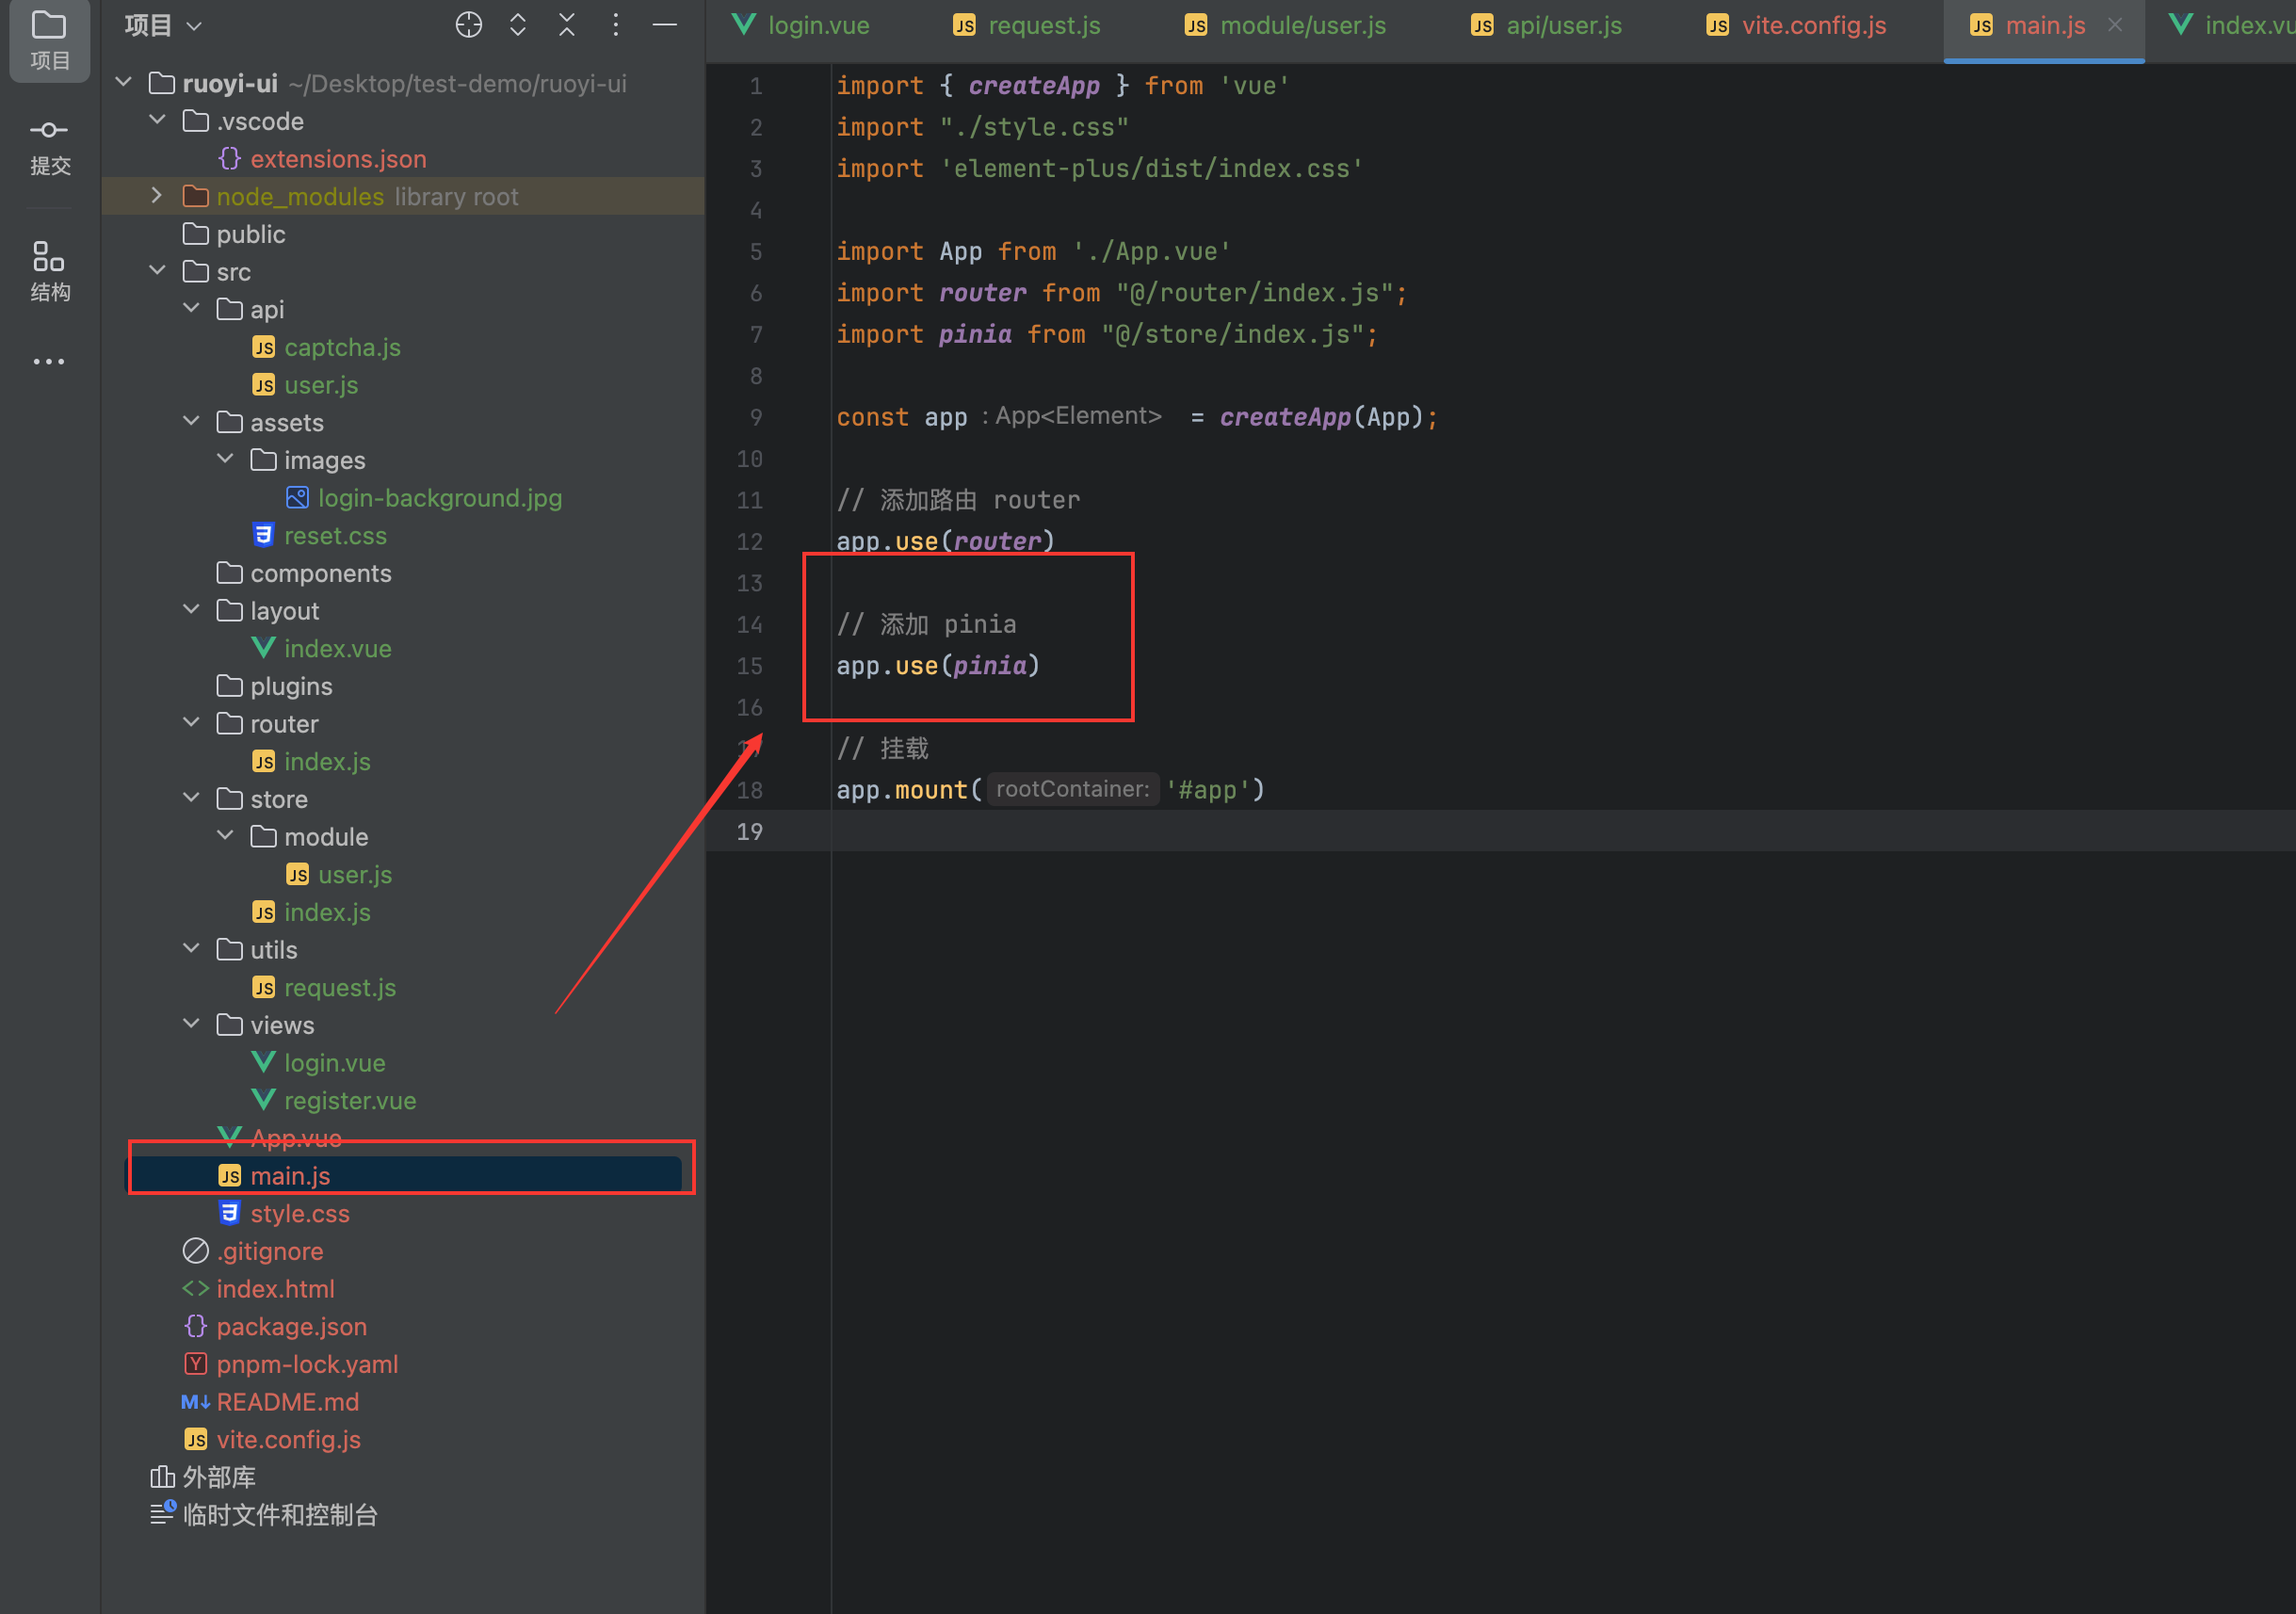 项目
提交
结构
项目
ruoyi-ui ~/Desktop/test-demo/ruoyi-ui
.vscode
extensions.json
node_modules library root
public
src
api
captcha.js
user.js
assets
images
login-background.jpg
reset.css
components
layout
index.vue
plugins
router
index.js
store
module
user.js
index.js
utils
request.js
views
login.vue
register.vue
App.vue
main.js
style.css
.gitignore
index.html
package.json
pnpm-lock.yaml
README.md
vite.config.js
外部库
临时文件和控制台
login.vue
request.js
module/user.js
api/user.js
vite.config.js
main.js
index.vu
1 import { createApp } from 'vue'
2 import "./style.css"
3 import 'element-plus/dist/index.css'
4
5 import App from './App.vue'
6 import router from "@/router/index.js";
7 import pinia from "@/store/index.js";
8
9 const app : App<Element> = createApp(App);
10
11 // 添加路由 router
12 app.use(router)
13
14 // 添加 pinia
15 app.use(pinia)
16
17 // 挂载
18 app.mount( rootContainer: '#app')
19